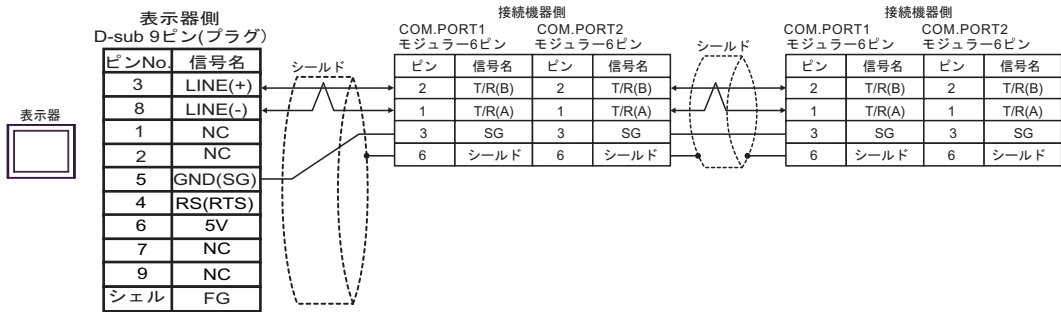 表示器
表示器側
D-sub 9ピン(プラグ)
ピンNo. 信号名
3 LINE(+)
8 LINE(-)
1 NC
2 NC
5 GND(SG)
4 RS(RTS)
6 5V
7 NC
9 NC
シェル FG
シールド
接続機器側
COM.PORT1 COM.PORT2
モジュラー6ピン モジュラー6ピン
ピン 信号名 ピン 信号名
2 T/R(B) 2 T/R(B)
1 T/R(A) 1 T/R(A)
3 SG 3 SG
6 シールド 6 シールド
シールド
接続機器側
COM.PORT1 COM.PORT2
モジュラー6ピン モジュラー6ピン
ピン 信号名 ピン 信号名
2 T/R(B) 2 T/R(B)
1 T/R(A) 1 T/R(A)
3 SG 3 SG
6 シールド 6 シールド